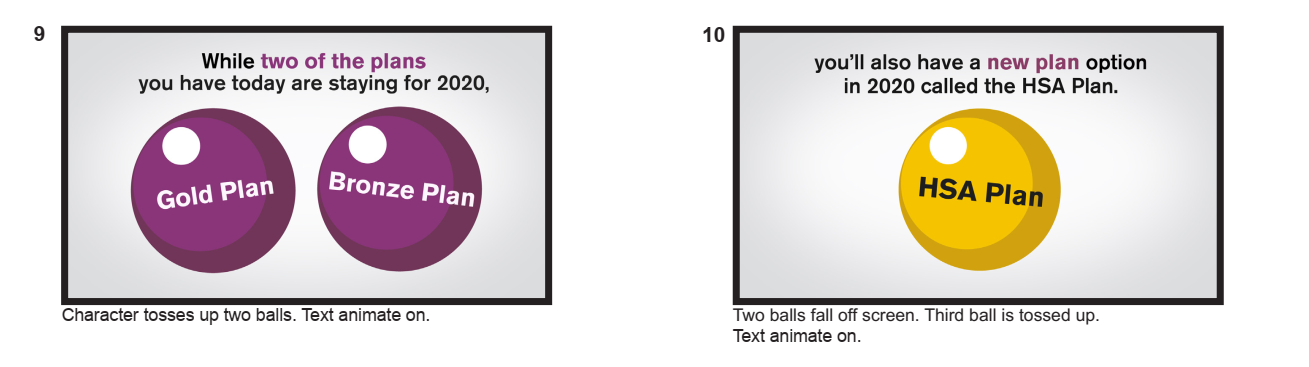 9
While two of the plans
you have today are staying for 2020,
Gold Plan
Bronze Plan
Character tosses up two balls. Text animate on.
10
you’ll also have a new plan option
in 2020 called the HSA Plan.
HSA Plan
Two balls fall off screen. Third ball is tossed up.
Text animate on.